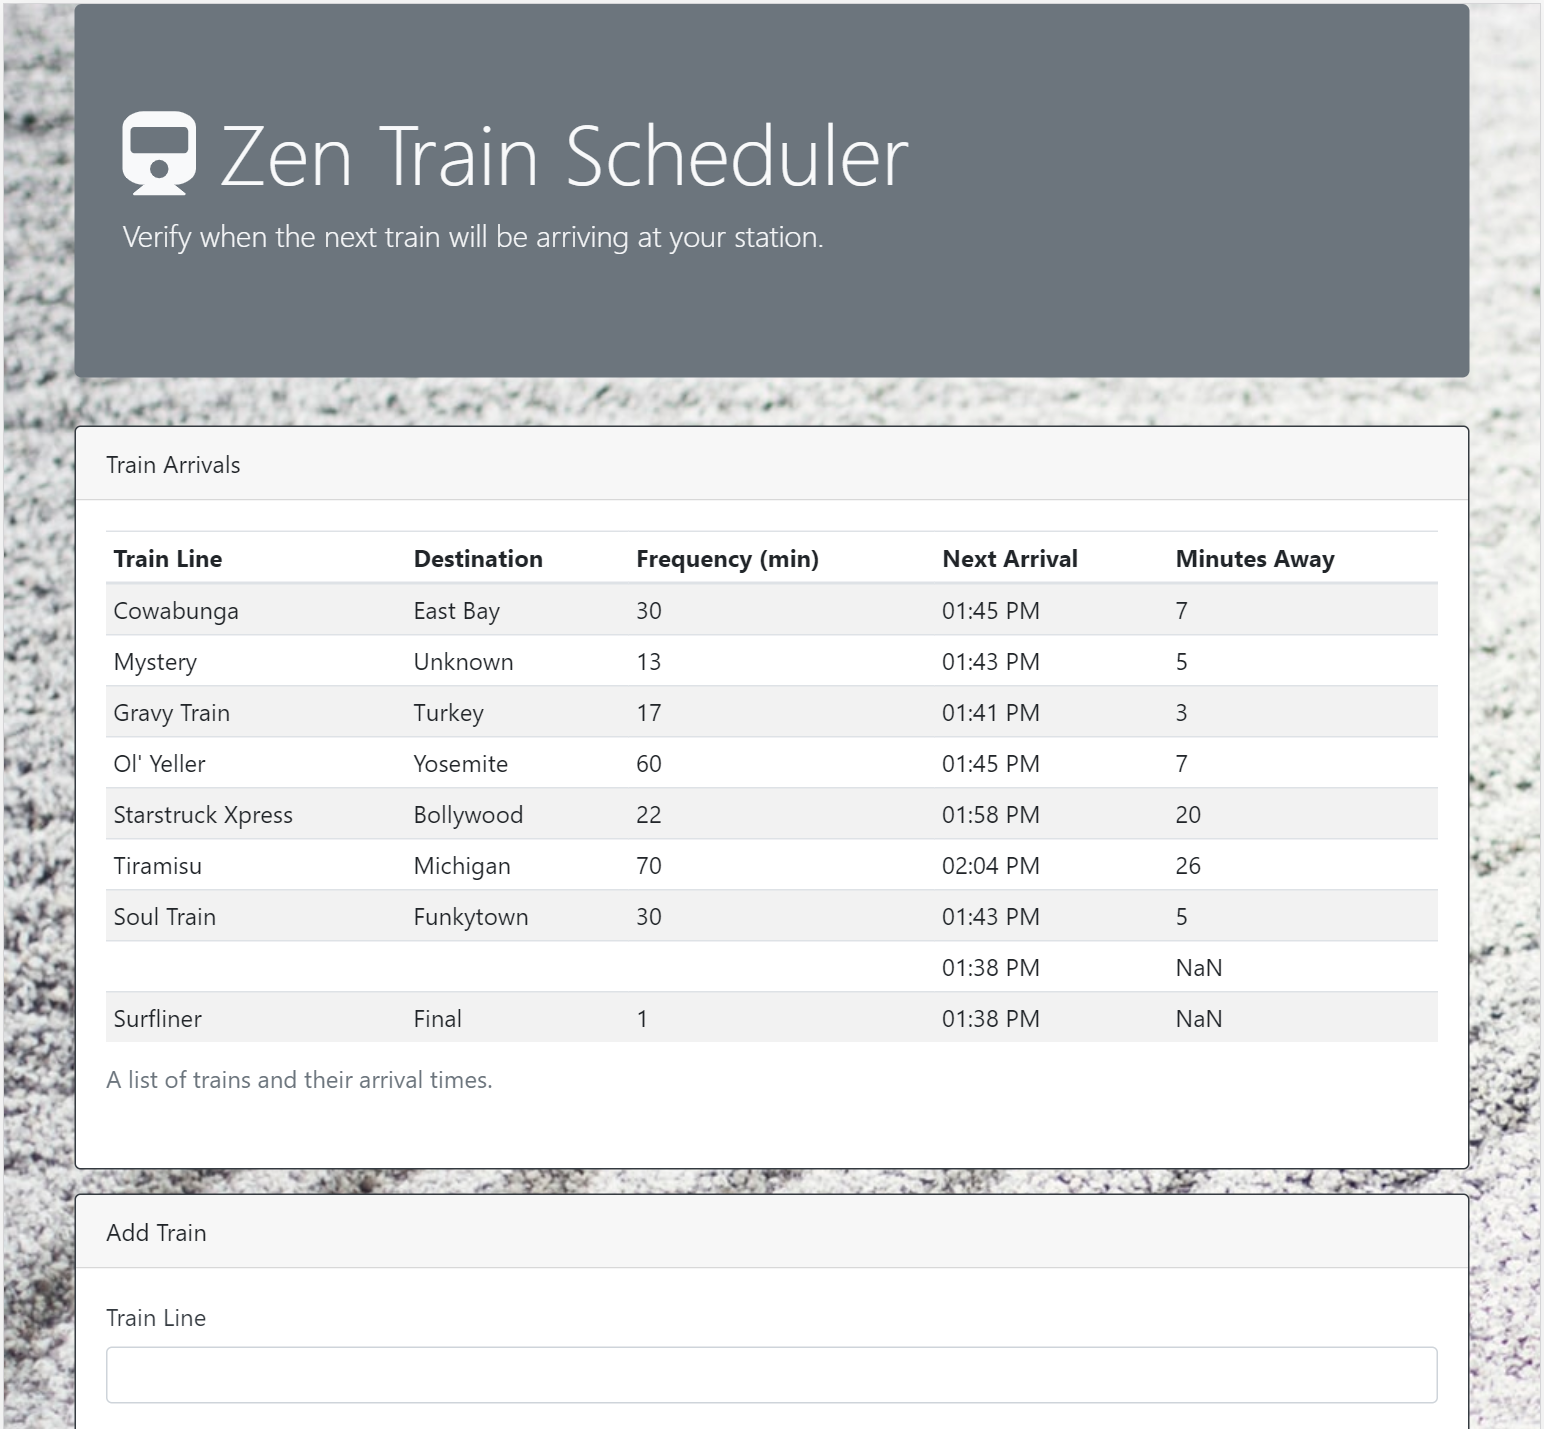 Zen Train Scheduler
Verify when the next train will be arriving at your station.
Train Arrivals
Train Line Destination Frequency (min) Next Arrival Minutes Away
Cowabunga East Bay 30 01:45 PM 7
Mystery Unknown 13 01:43 PM 5
Gravy Train Turkey 17 01:41 PM 3
Ol' Yeller Yosemite 60 01:45 PM 7
Starstruck Xpress Bollywood 22 01:58 PM 20
Tiramisu Michigan 70 02:04 PM 26
Soul Train Funkytown 30 01:43 PM 5
01:38 PM NaN
Surfliner Final 1 01:38 PM NaN
A list of trains and their arrival times.
Add Train
Train Line